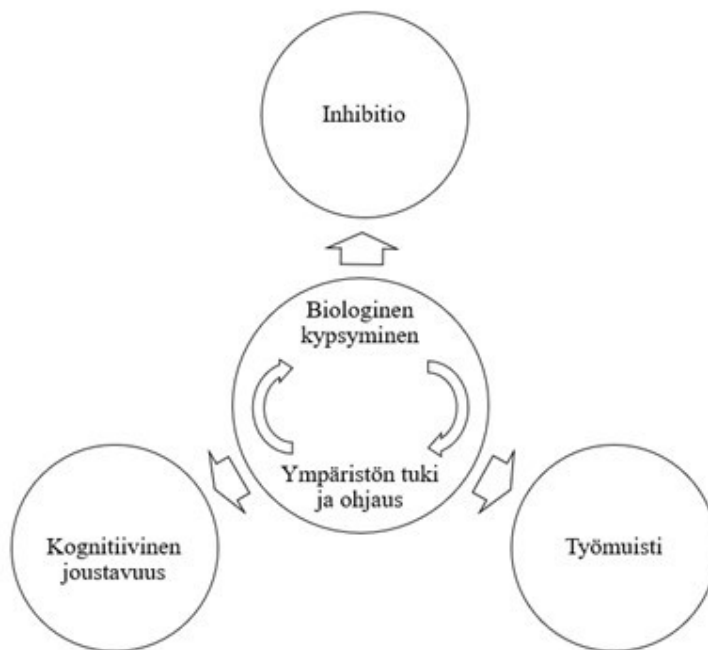 Inhibitio
Biologinen
kypsyminen
Ympäristön tuki
ja ohjaus
Kognitiivinen
joustavuus
Työmuisti